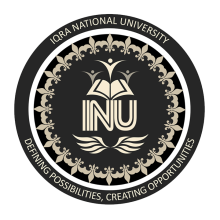 IQRA NATIONAL UNIVERSITY
INU
DEFINING POSSIBILITIES, CREATING OPPORTUNITIES